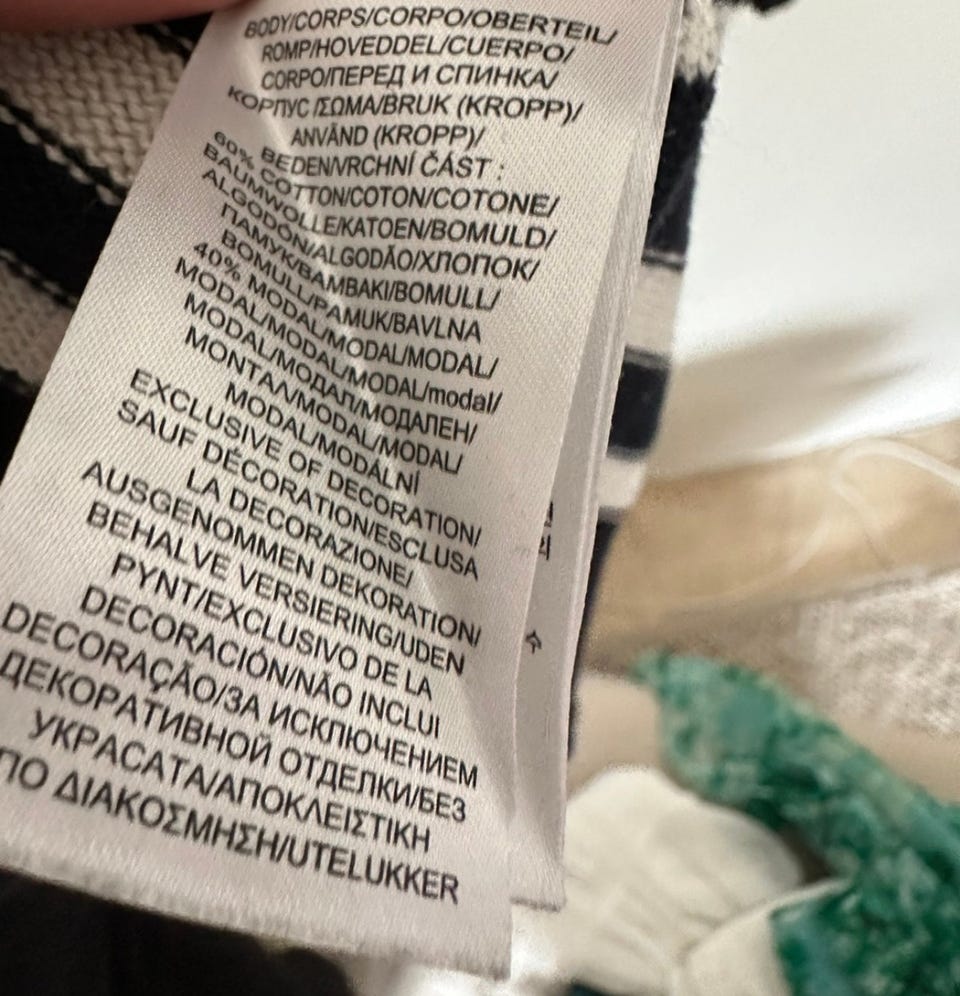 BODY/CORPS/CORPO/OBERTEIL/
ROMP/HOVEDDEL/CUERPO/
CORPO/ПЕРЕД И СПИНКА/
КОРПУС /ΣΩΜΑ/BRUK (KROPP)/
ANVÄND (KROPP)/
BEDEN/VRCHNÍ ČÁST :
60% COTTON/COTON/COTONE/
BAUMWOLLE/KATOEN/BOMULD/
ALGODÓN/ALGODÃO/ХЛОПОК/
ПАМУК/BAMBAKI/BOMULL/
BOMULL/PAMUK/BAVLNA
40% MODAL/MODAL/MODAL/
MODAL/MODAL/MODAL/modal/
MODAL/МОДАЛ/МОДАЛЕН/
MONTAN/MODAL/MODAL/
MODAL/MODÁLNÍ
EXCLUSIVE OF DECORATION/
SAUF DÉCORATION/ESCLUSA
LA DECORAZIONE/
AUSGENOMMEN DEKORATION/
BEHALVE VERSIERING/UDEN
PYNT/EXCLUSIVO DE LA
DECORACIÓN/NÃO INCLUI
DECORAÇÃO/ЗА ИСКЛЮЧЕНИЕМ
ДЕКОРАТИВНОЙ ОТДЕЛКИ/БЕЗ
УКРАСАТА/ΑΠΟΚΛΕΙΣΤΙΚΗ
ΠΟ ΔΙΑΚΟΣΜΗΣΗ/UTELUKKER